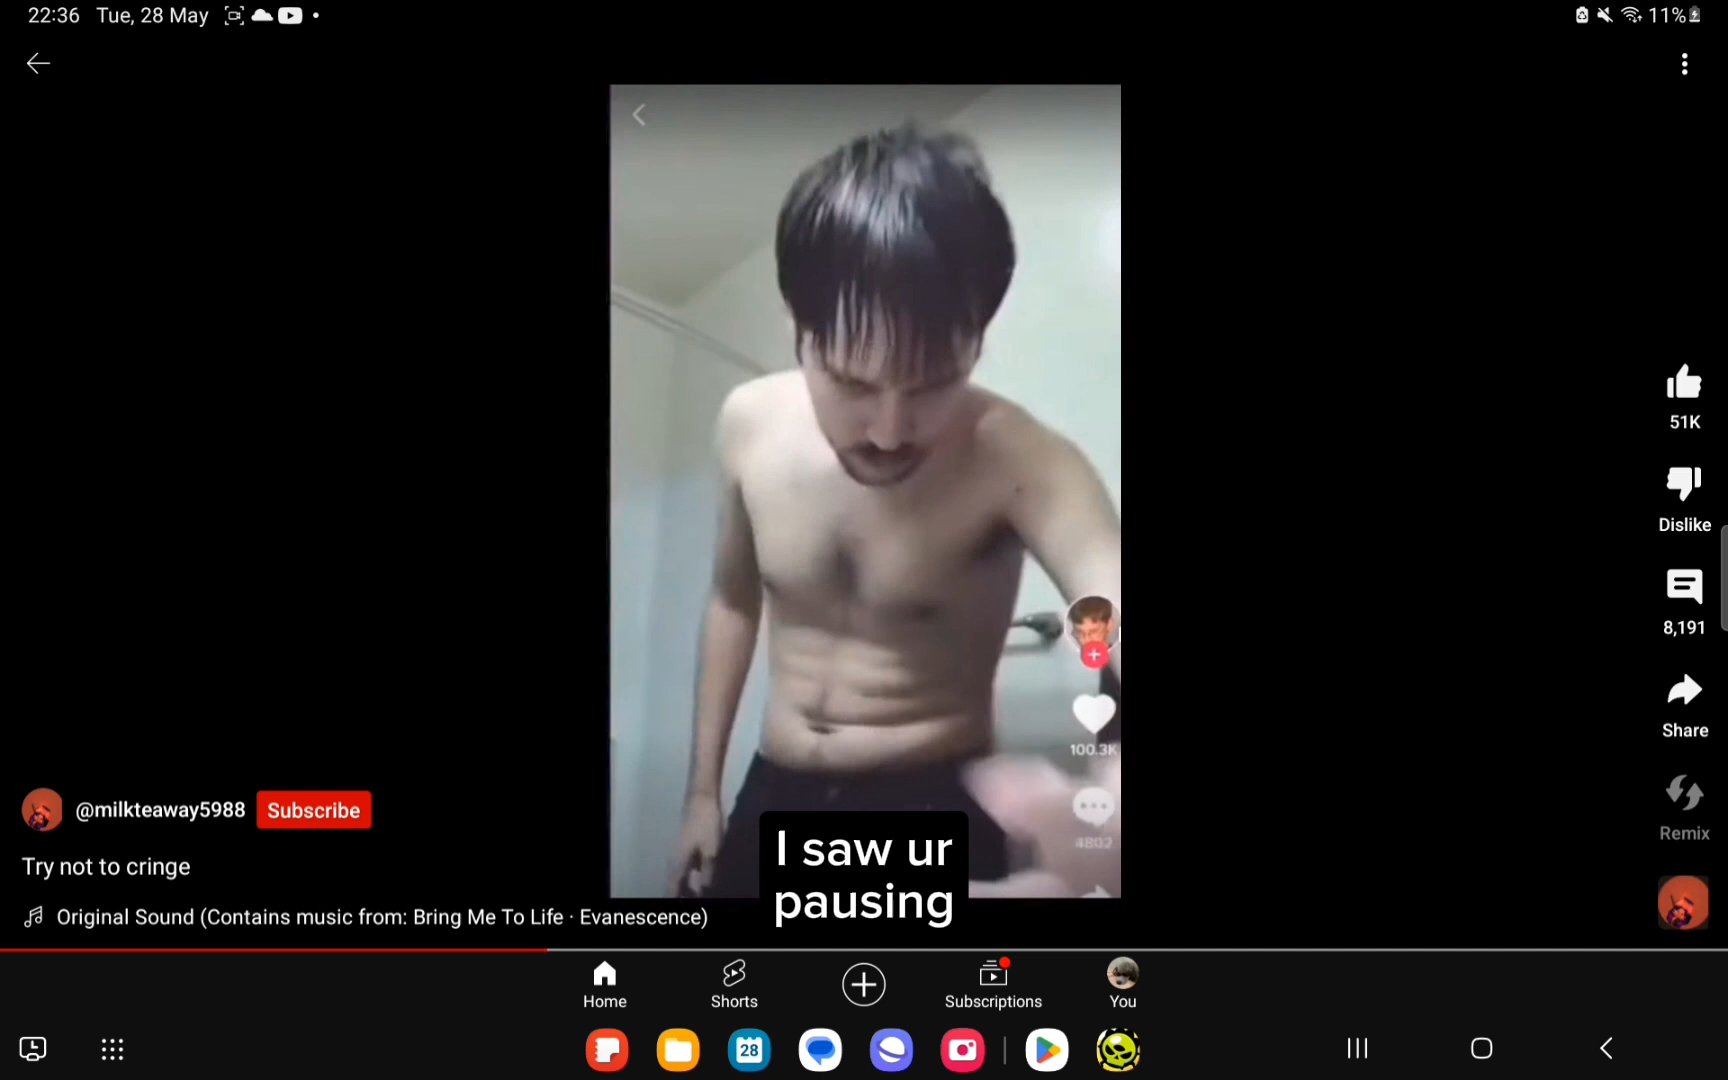 22:36 Tue, 28 May
11%
100.3K
4802
I saw ur
pausing
@milkteaway5988 Subscribe
Try not to cringe
Original Sound (Contains music from: Bring Me To Life · Evanescence)
51K
Dislike
8,191
Share
Remix
Home Shorts Subscriptions You
28